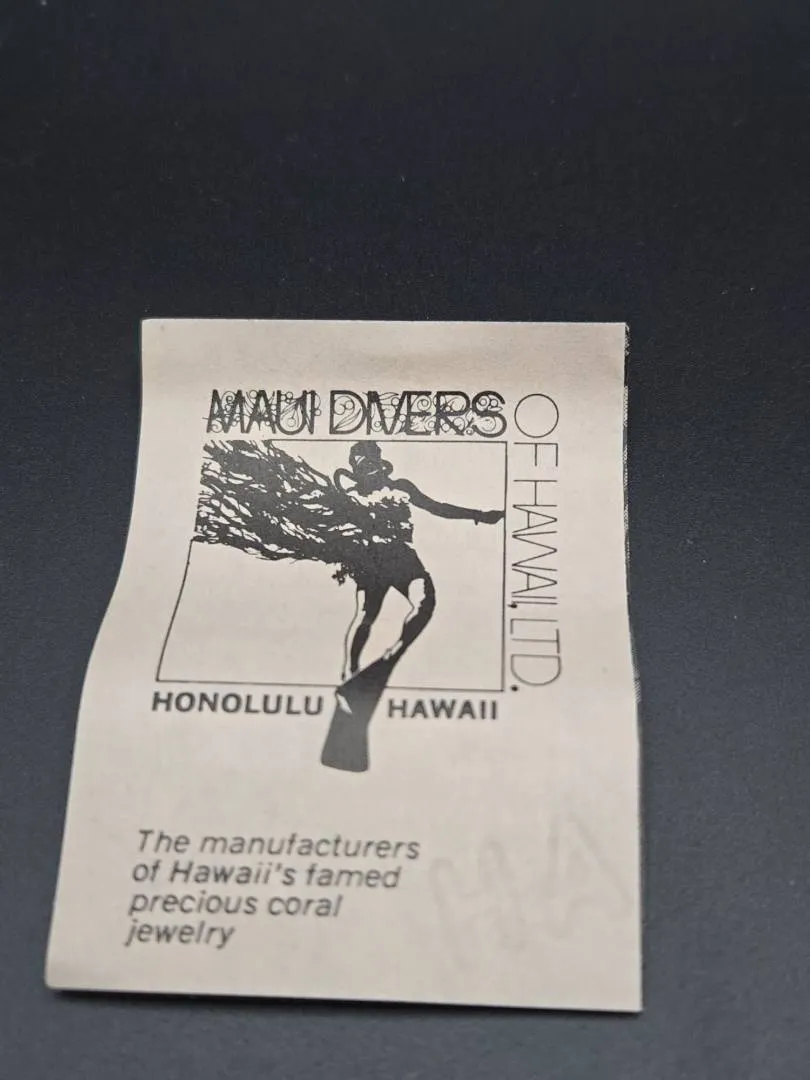 MAUI DIVERS
OF HAWAII, LTD.
HONOLULU HAWAII
The manufacturers
of Hawaii's famed
precious coral
jewelry